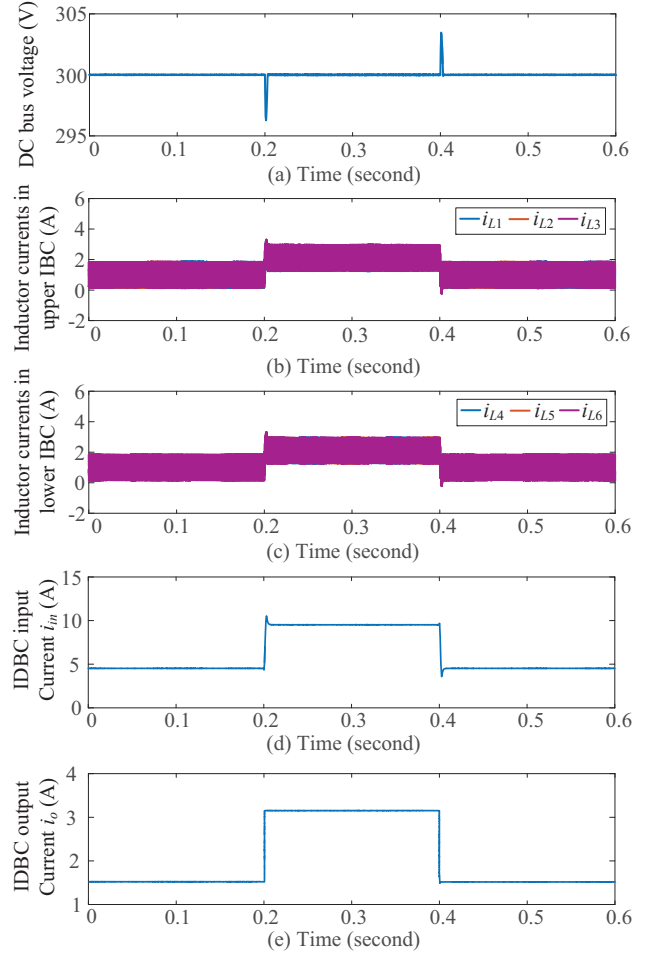 305
300
295
DC bus voltage (V)
0 0.1 0.2 0.3 0.4 0.5 0.6
(a) Time (second)
6
4
2
0
-2
Inductor currents in
upper IBC (A)
iL1 iL2 iL3
0 0.1 0.2 0.3 0.4 0.5 0.6
(b) Time (second)
6
4
2
0
-2
Inductor currents in
lower IBC (A)
iL4 iL5 iL6
0 0.1 0.2 0.3 0.4 0.5 0.6
(c) Time (second)
15
10
5
0
IDBC input
Current iin (A)
0 0.1 0.2 0.3 0.4 0.5 0.6
(d) Time (second)
4
3
2
1
IDBC output
Current io (A)
0 0.1 0.2 0.3 0.4 0.5 0.6
(e) Time (second)